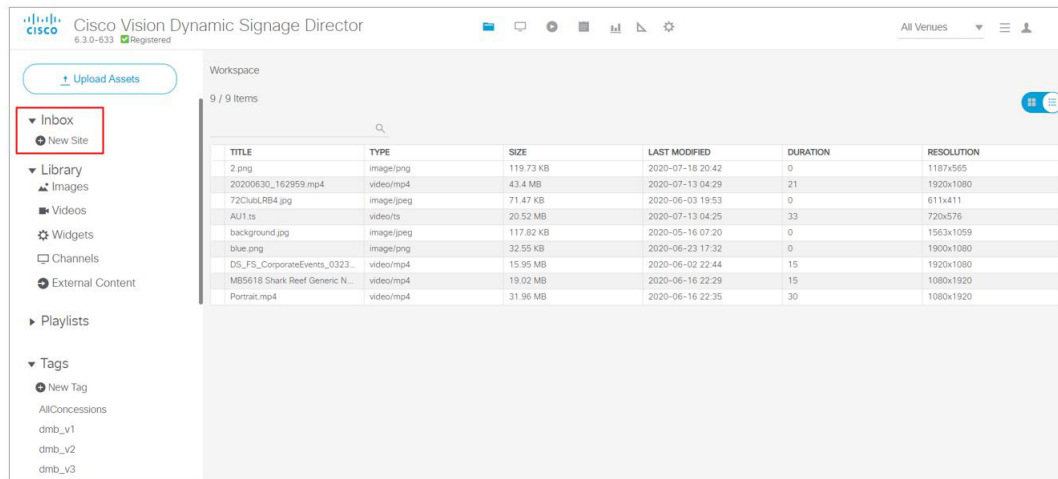 CISCO
Cisco Vision Dynamic Signage Director
6.3.0-633 Registered
All Venues
Upload Assets
Inbox
New Site
Library
Images
Videos
Widgets
Channels
External Content
Playlists
Tags
New Tag
AllConcessions
dmb_v1
dmb_v2
dmb_v3
Workspace
9 / 9 Items
TITLE TYPE SIZE LAST MODIFIED DURATION RESOLUTION
2.png image/png 119.73 KB 2020-07-18 20:42 0 1187x565
20200630_162959.mp4 video/mp4 43.4 MB 2020-07-13 04:29 21 1920x1080
72ClubLRB4.jpg image/jpeg 71.47 KB 2020-06-03 19:53 0 611x411
AU1.ts video/ts 20.52 MB 2020-07-13 04:25 33 720x576
background.jpg image/jpeg 117.82 KB 2020-05-16 07:20 0 1563x1059
blue.png image/png 32.55 KB 2020-06-23 17:32 0 1900x1080
DS_FS_CorporateEvents_0323... video/mp4 15.95 MB 2020-06-02 22:44 15 1920x1080
MB5618 Shark Reef Generic N... video/mp4 19.02 MB 2020-06-16 22:29 15 1080x1920
Portrait.mp4 video/mp4 31.96 MB 2020-06-16 22:35 30 1080x1920